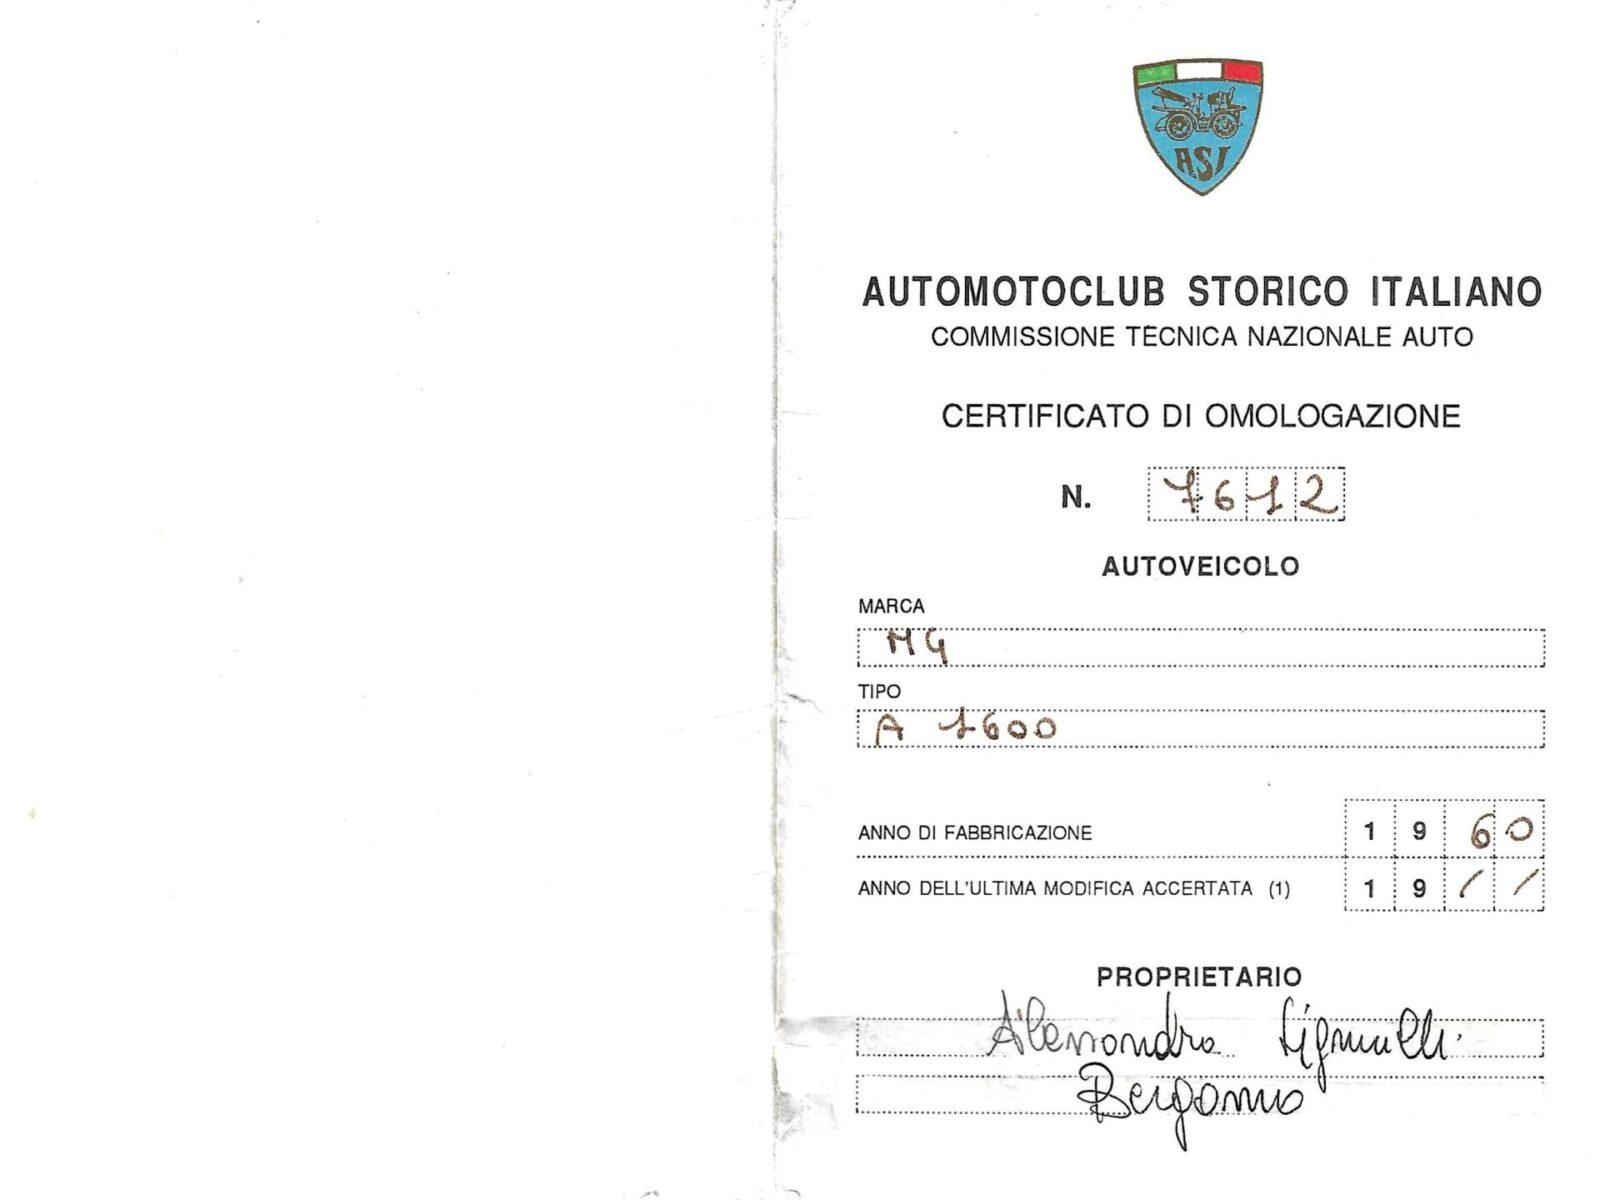 ASI
AUTOMOTOCLUB STORICO ITALIANO
COMMISSIONE TECNICA NAZIONALE AUTO
CERTIFICATO DI OMOLOGAZIONE
N. 7612
AUTOVEICOLO
MARCA
MG
TIPO
A 1600
ANNO DI FABBRICAZIONE 1960
ANNO DELL'ULTIMA MODIFICA ACCERTATA (1) 19 / /
PROPRIETARIO
Alessandra
Bergamo